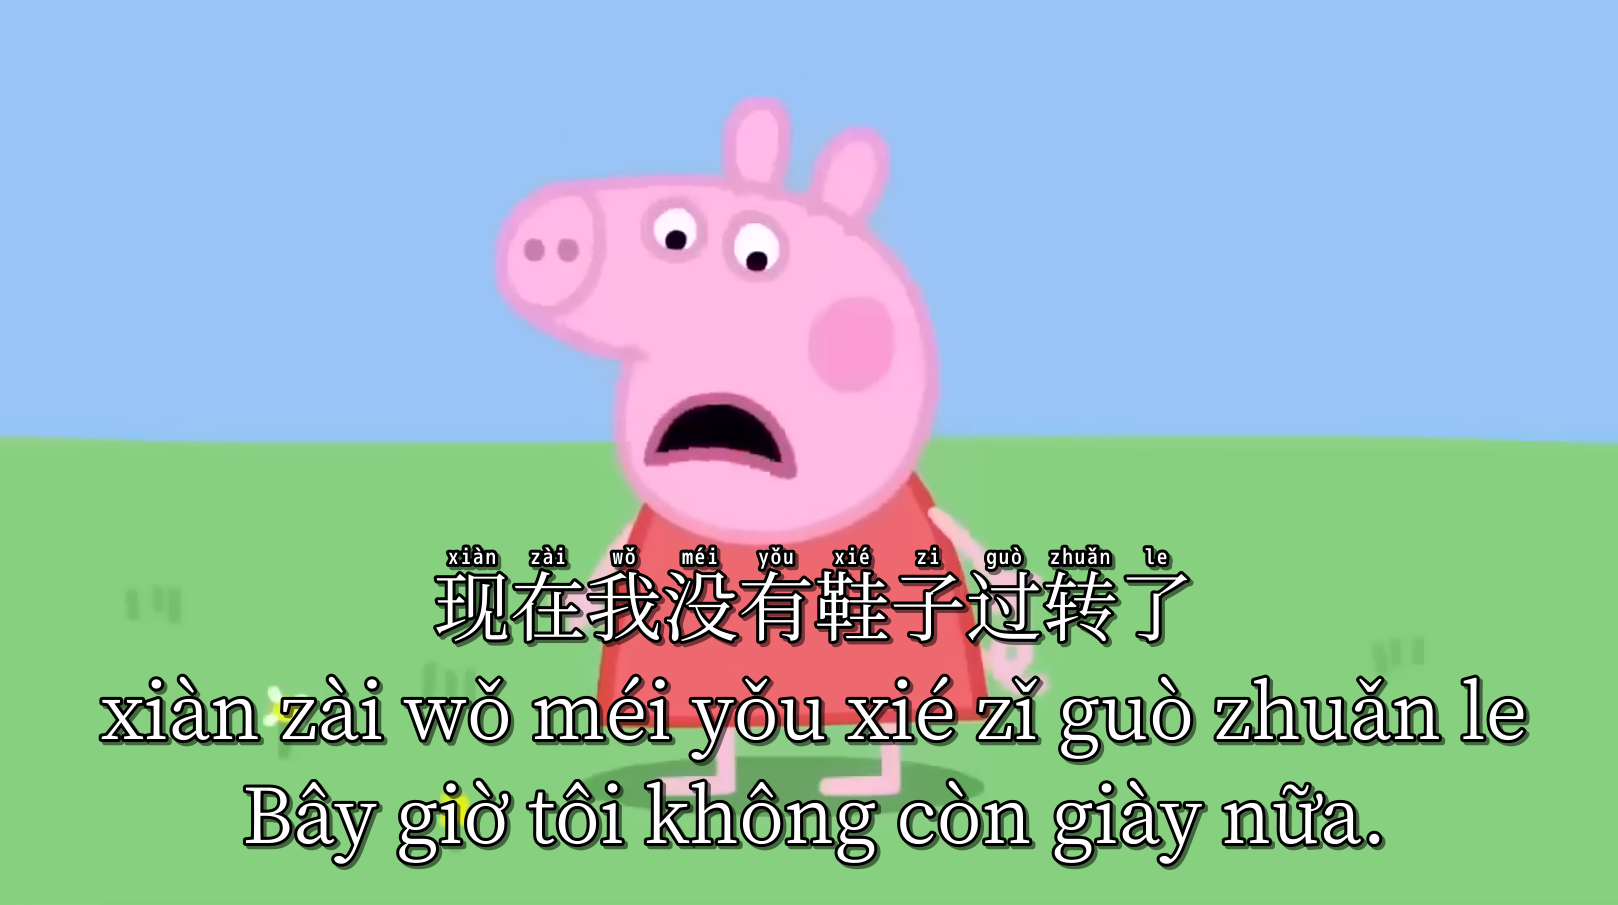 xiàn zài wǒ méi yǒu xié zi guò zhuǎn le
现在我没有鞋子过转了
xiàn zài wǒ méi yǒu xié zǐ guò zhuǎn le
Bây giờ tôi không còn giày nữa.